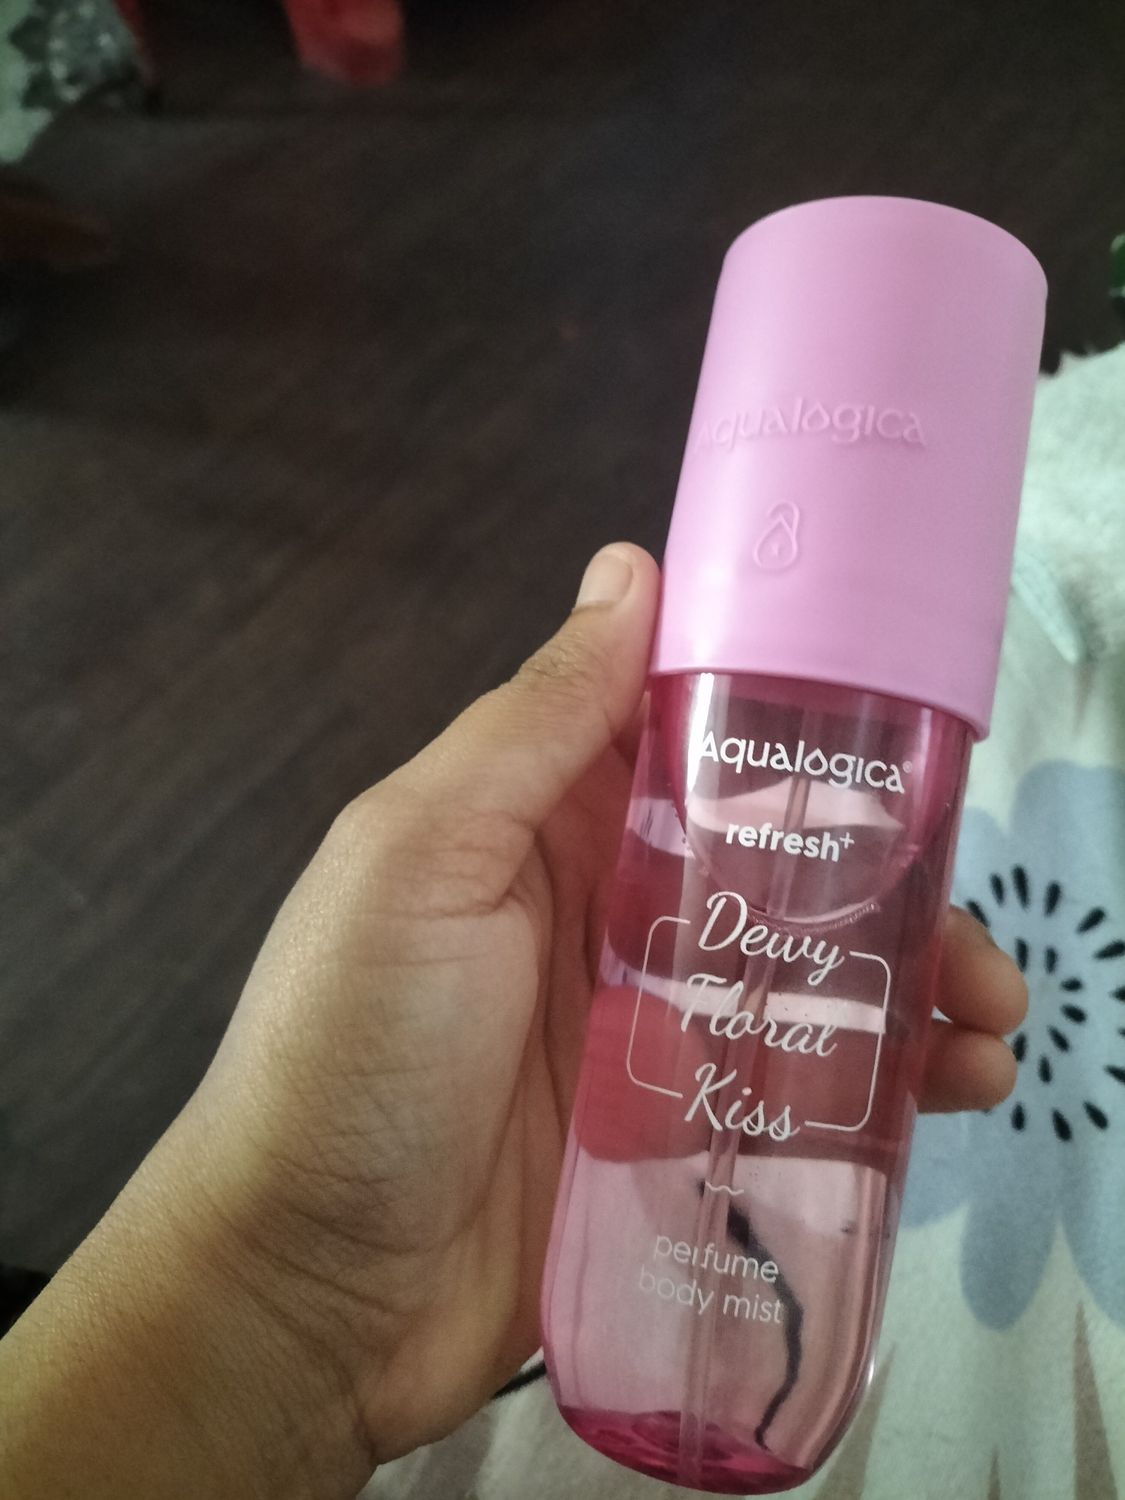 Aqualogica
Aqualogica®
refresh+
Dewy
Floral
Kiss
perfume
body mist